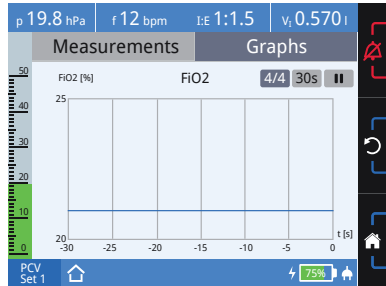 p 19.8 hPa f 12 bpm I:E 1:1.5 VI 0.570 l
Measurements Graphs
FiO2 [%] FiO2 4/4 30s
50
40
30
20
10
0
25
20
t [s]
-30 -25 -20 -15 -10 -5 0
PCV
Set 1
75%